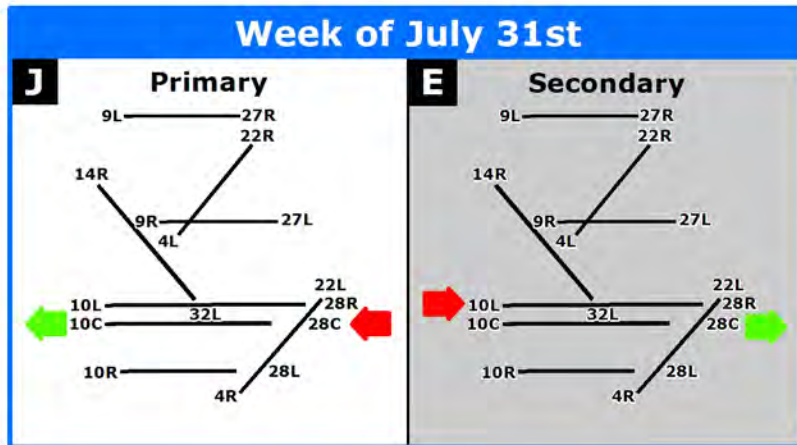 Week of July 31st
J Primary
9L 27R
22R
14R
9R 27L
4L
22L
10L 28R
32L
10C 28C
10R 28L
4R
E Secondary
9L 27R
22R
14R
9R 27L
4L
22L
10L 28R
32L
10C 28C
10R 28L
4R